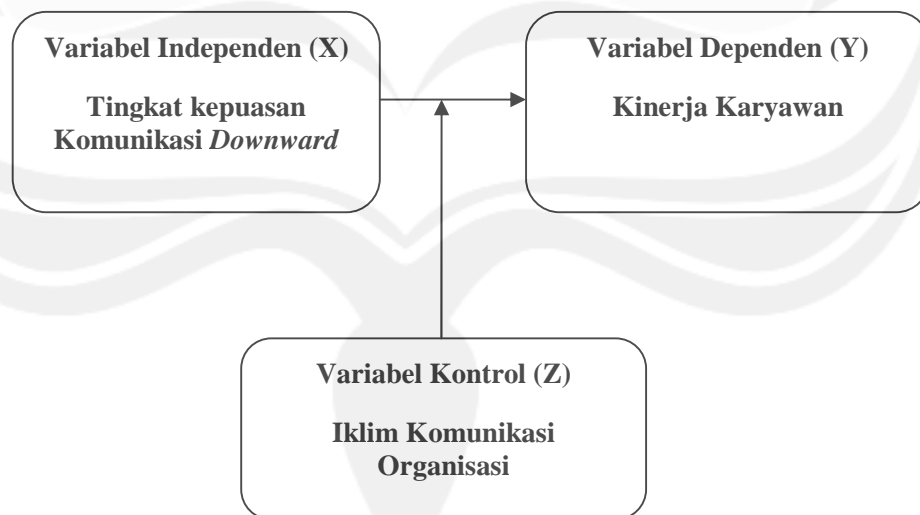 Variabel Independen (X)
Tingkat kepuasan
Komunikasi Downward
Variabel Dependen (Y)
Kinerja Karyawan
Variabel Kontrol (Z)
Iklim Komunikasi
Organisasi